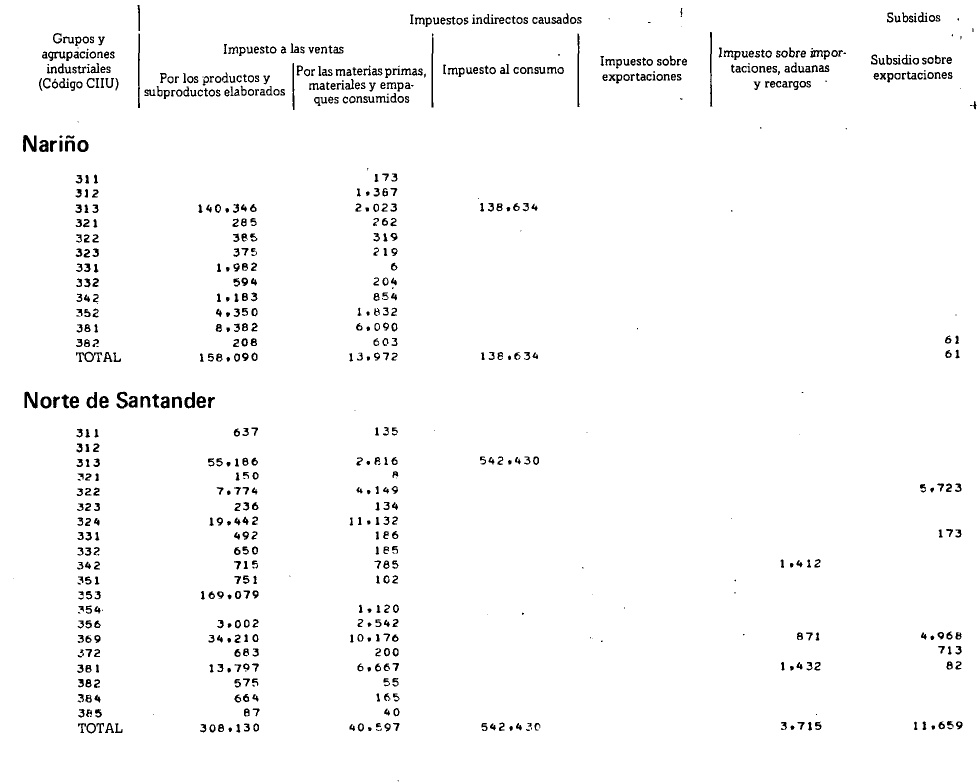 Impuestos indirectos causados Subsidios
Grupos y agrupaciones industriales (Código CIIU)
Impuesto a las ventas
Por los productos y subproductos elaborados
Por las materias primas, materiales y empaques consumidos
Impuesto al consumo
Impuesto sobre exportaciones
Impuesto sobre importaciones, aduanas y recargos
Subsidio sobre exportaciones
Nariño
311 173
312 1.367
313 140.346 2.023 138.634
321 285 262
322 385 319
323 375 219
331 1.982 6
332 594 204
342 1.183 854
352 4.350 1.832
381 8.382 6.090
382 208 603 61
TOTAL 158.090 13.972 138.634 61
Norte de Santander
311 637 135
312
313 55.186 2.816 542.430
321 150 8
322 7.774 4.149 5.723
323 236 134
324 19.442 11.132
331 492 186 173
332 650 185
342 715 785 1.412
351 751 102
353 169.079
354 1.120
356 3.002 2.542
369 34.210 10.176 871 4.968
372 683 200 713
381 13.797 6.667 1.432 82
382 575 55
384 664 165
385 87 40
TOTAL 308.130 40.597 542.430 3.715 11.659